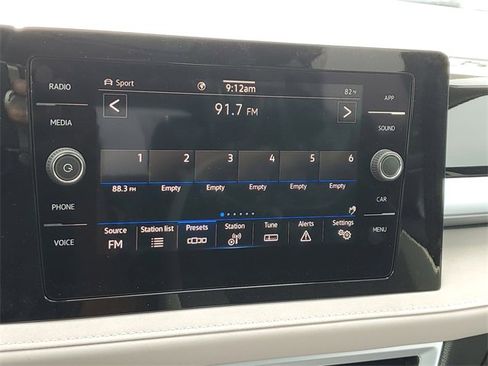 RADIO
MEDIA
PHONE
VOICE
Sport
9:12am
82°F
91.7 FM
1 2 3 4 5 6
88.3 FM Empty Empty Empty Empty Empty
Source Station list Presets Station Tune Alerts Settings
FM
APP
SOUND
CAR
MENU